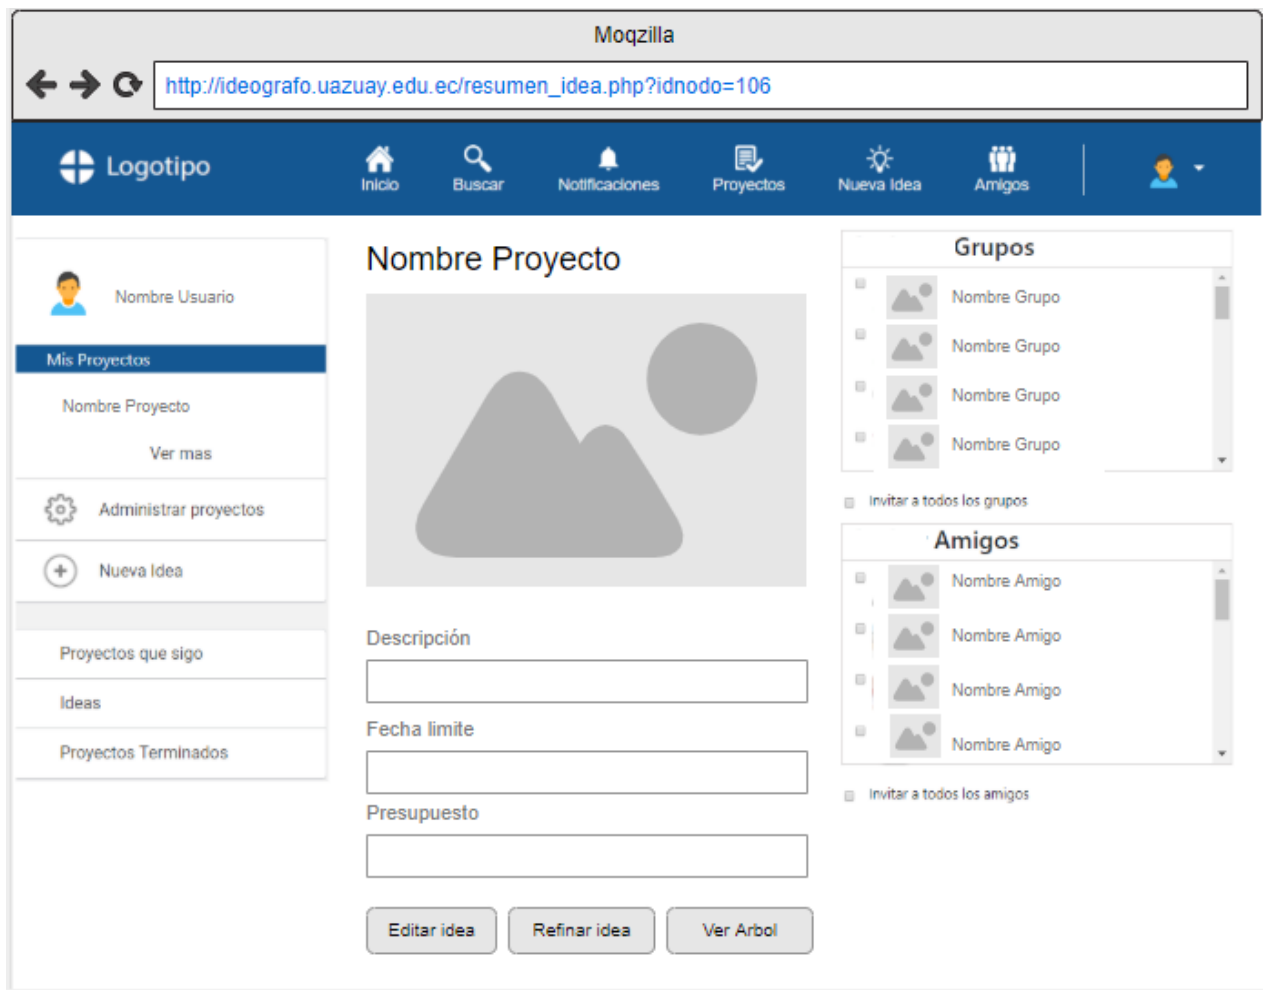 Moqzilla
http://ideografo.uazuay.edu.ec/resumen_idea.php?idnodo=106
Logotipo
Inicio
Buscar
Notificaciones
Proyectos
Nueva Idea
Amigos
Nombre Usuario
Mis Proyectos
Nombre Proyecto
Ver mas
Administrar proyectos
Nueva Idea
Proyectos que sigo
Ideas
Proyectos Terminados
Nombre Proyecto
Descripción
Fecha limite
Presupuesto
Editar idea
Refinar idea
Ver Arbol
Grupos
Nombre Grupo
Nombre Grupo
Nombre Grupo
Nombre Grupo
Invitar a todos los grupos
Amigos
Nombre Amigo
Nombre Amigo
Nombre Amigo
Nombre Amigo
Invitar a todos los amigos